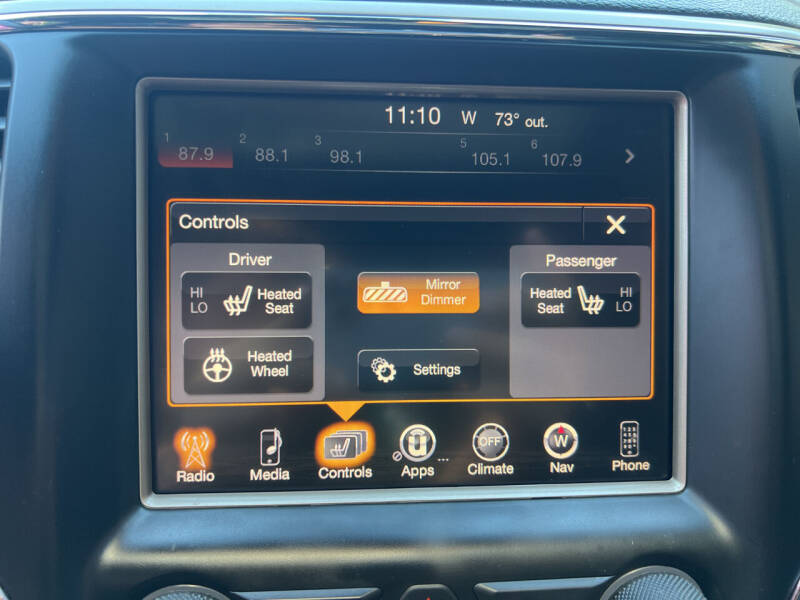 11:10 W 73° out.
1 87.9 2 88.1 3 98.1 5 105.1 6 107.9
Controls
Driver
HI
LO
Heated
Seat
Heated
Wheel
Mirror
Dimmer
Settings
Passenger
Heated
Seat
HI
LO
Radio
Media
Controls
Apps ...
OFF
Climate
W
Nav
Phone